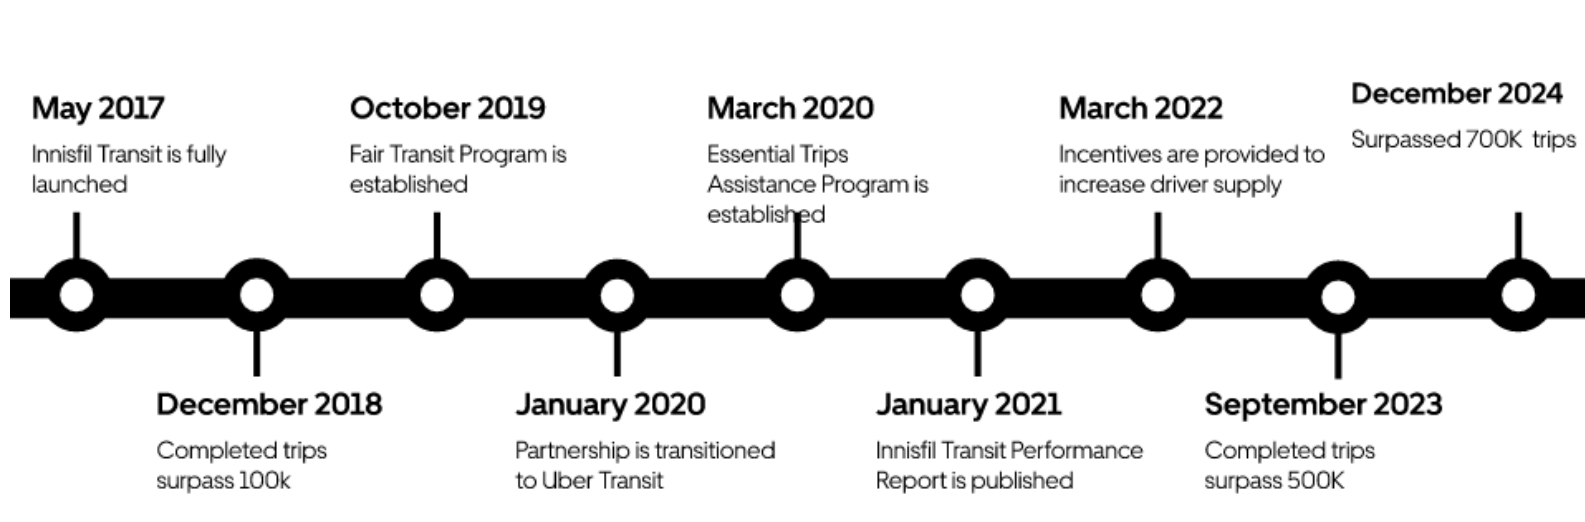 May 2017
Innisfil Transit is fully
launched
December 2018
Completed trips
surpass 100k
October 2019
Fair Transit Program is
established
January 2020
Partnership is transitioned
to Uber Transit
March 2020
Essential Trips
Assistance Program is
established
January 2021
Innisfil Transit Performance
Report is published
March 2022
Incentives are provided to
increase driver supply
September 2023
Completed trips
surpass 500K
December 2024
Surpassed 700K trips